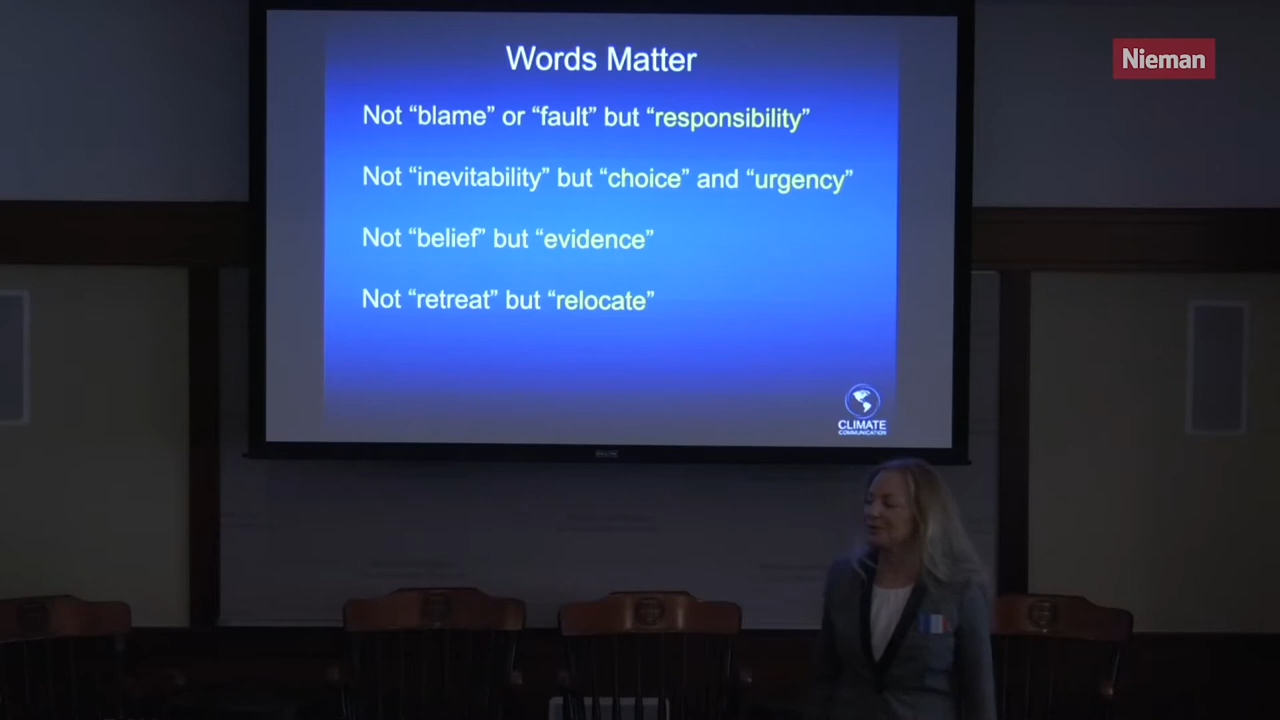 Words Matter
Nieman
Not “blame” or “fault” but “responsibility”
Not “inevitability” but “choice” and “urgency”
Not “belief” but “evidence”
Not “retreat” but “relocate”
CLIMATE
COMMUNICATION